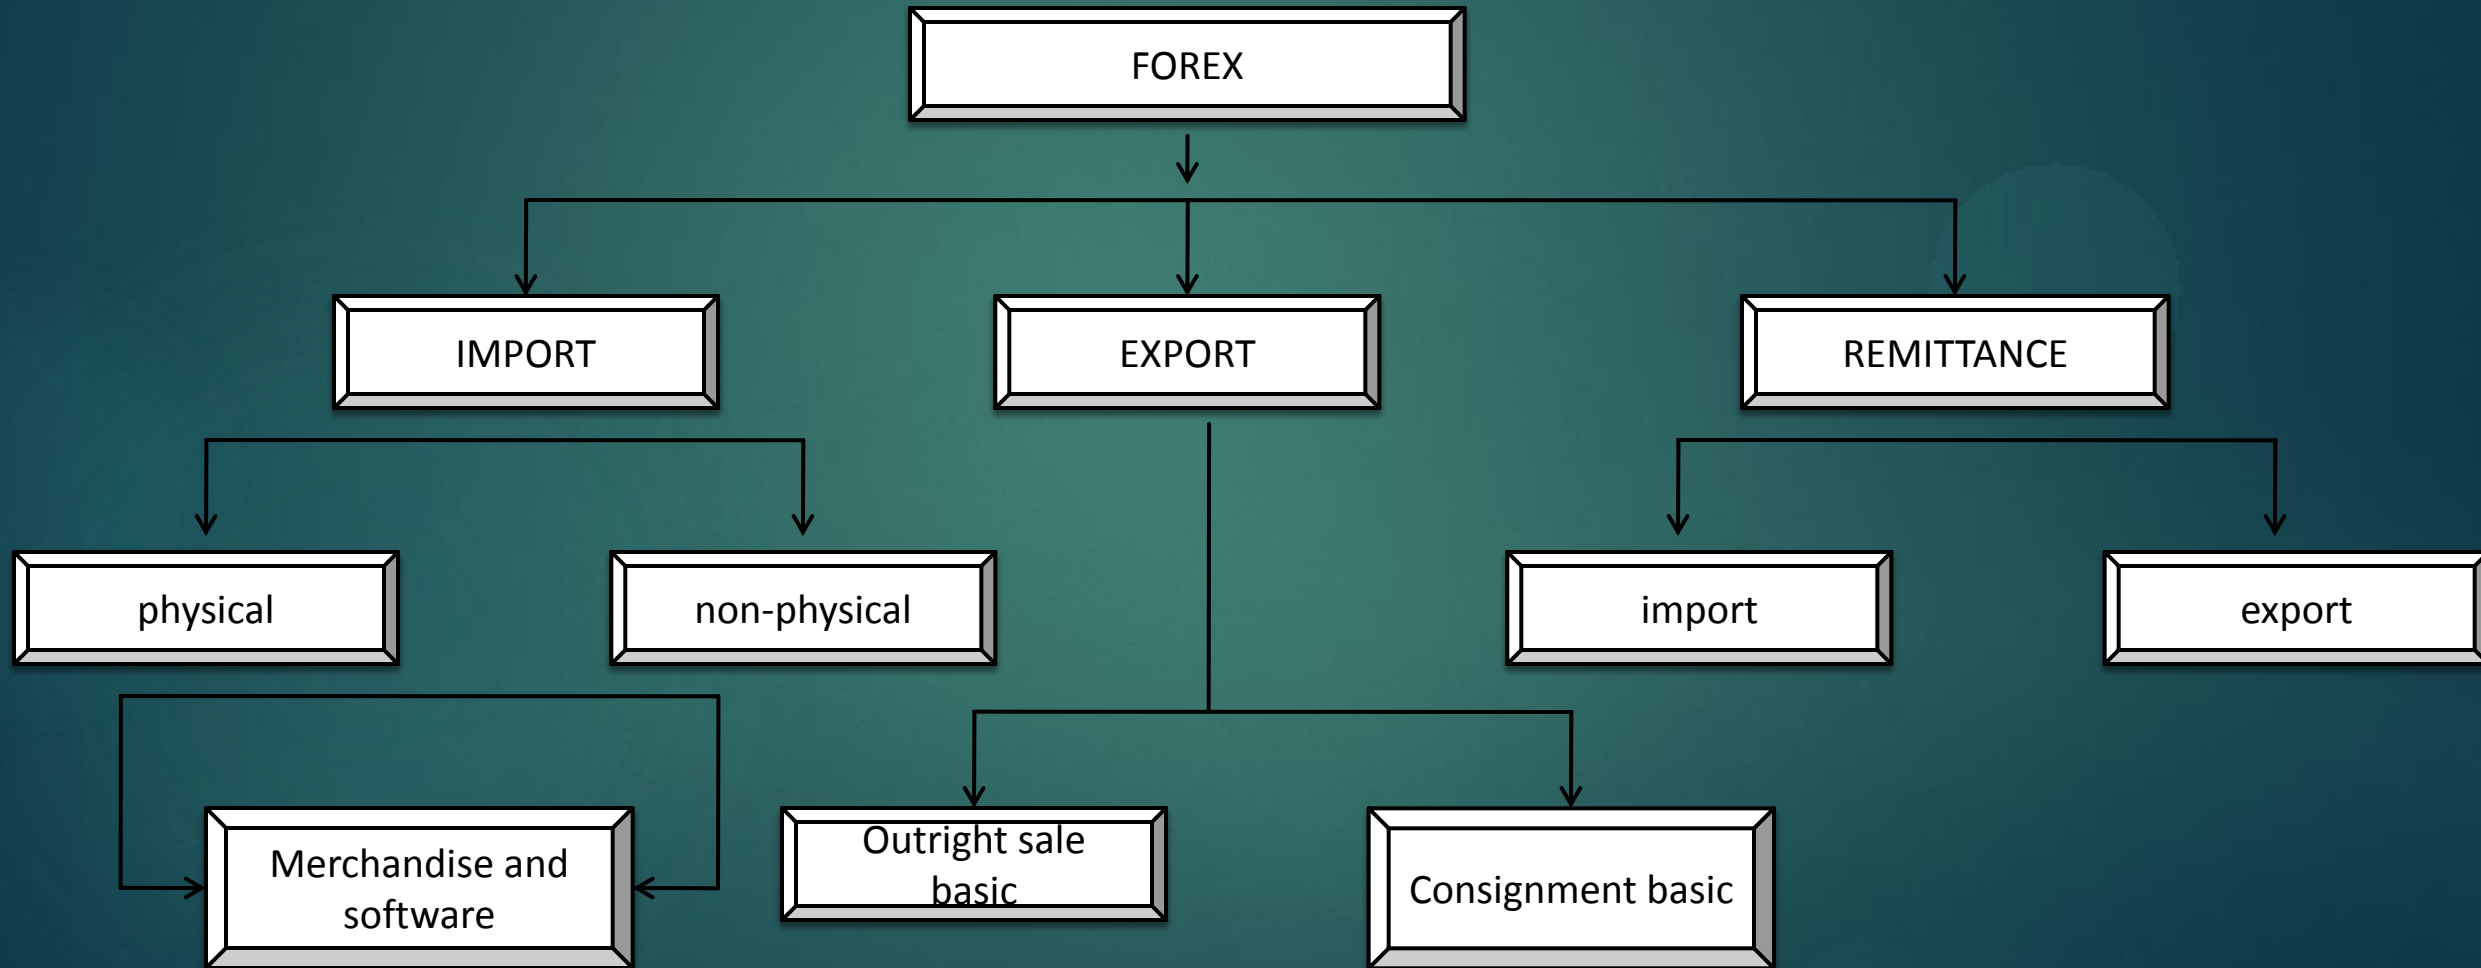 FOREX
IMPORT
EXPORT
REMITTANCE
physical
non-physical
import
export
Merchandise and
software
Outright sale
basic
Consignment basic